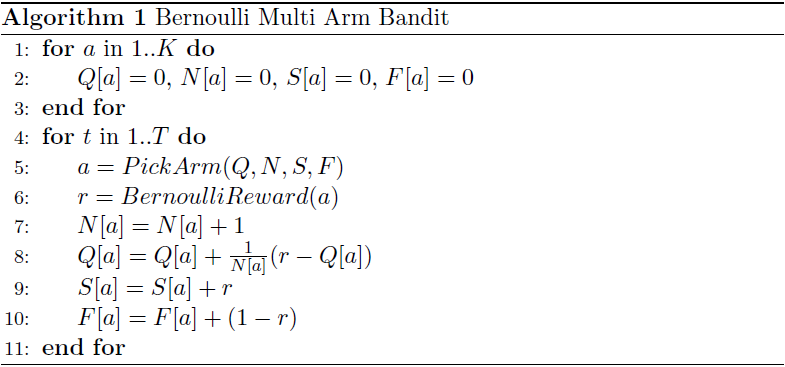 Algorithm 1 Bernoulli Multi Arm Bandit
1: for a in 1..K do
2: Q[a] = 0, N[a] = 0, S[a] = 0, F[a] = 0
3: end for
4: for t in 1..T do
5: a = PickArm(Q, N, S, F)
6: r = BernoulliReward(a)
7: N[a] = N[a] + 1
8: Q[a] = Q[a] + 1/N[a] (r − Q[a])
9: S[a] = S[a] + r
10: F[a] = F[a] + (1 − r)
11: end for